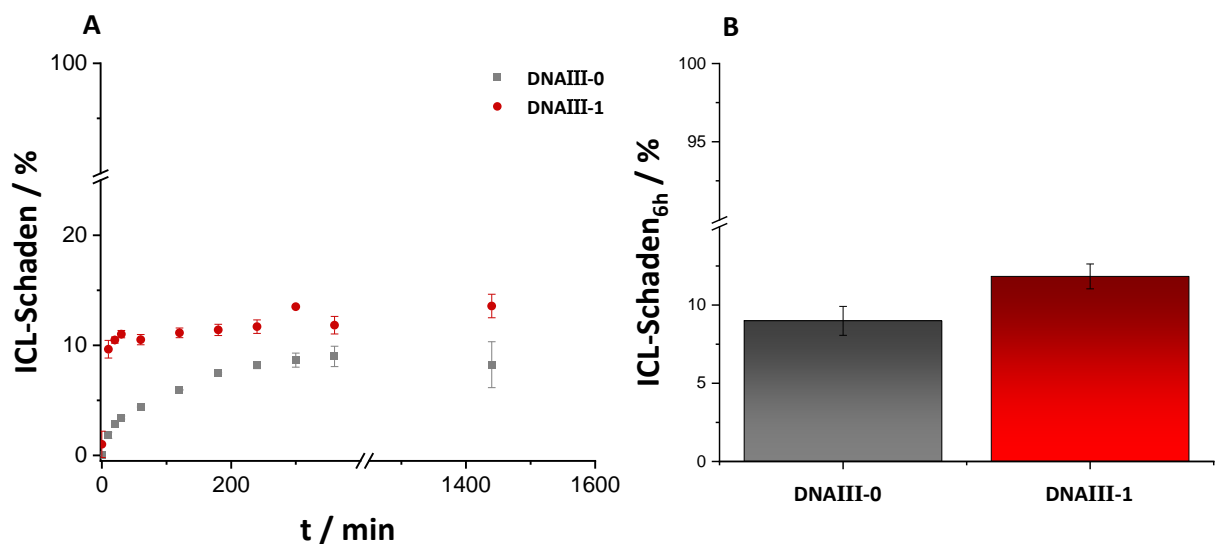 A
ICL-Schaden / %
100
20
10
0
DNAIII-0
DNAIII-1
0
200
1400
1600
t / min
B
ICL-Schaden6h / %
100
95
10
5
0
DNAIII-0
DNAIII-1